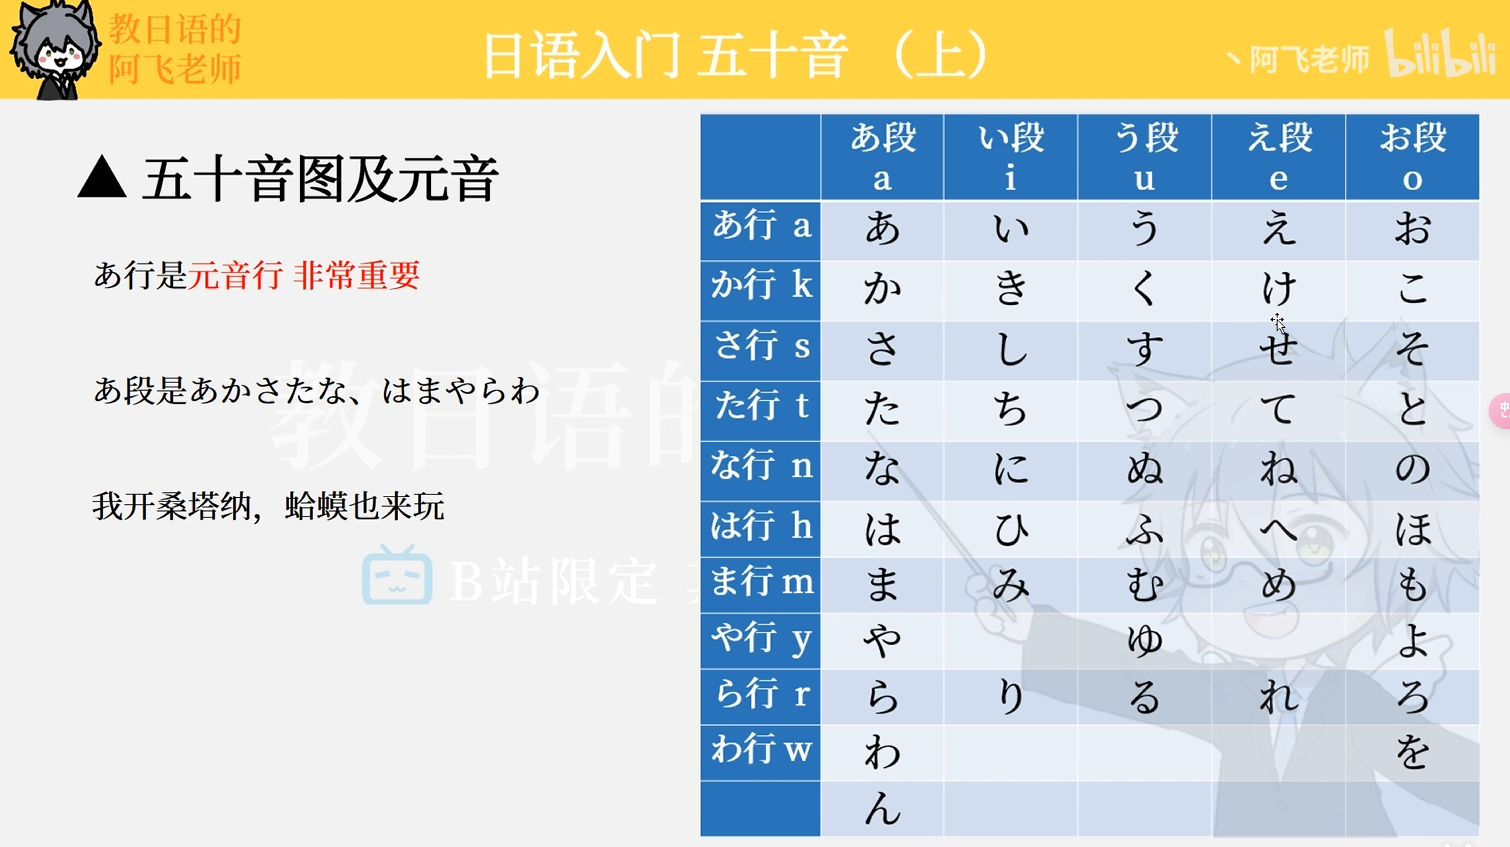 教日语的
阿飞老师
日语入门 五十音 （上）
丶阿飞老师 bilibili
▲ 五十音图及元音
あ行是元音行 非常重要
あ段是あかさたな、はまやらわ
我开桑塔纳，蛤蟆也来玩
教日语的
B站限定
あ段 い段 う段 え段 お段
a i u e o
あ行 a あ い う え お
か行 k か き く け こ
さ行 s さ し す せ そ
た行 t た ち つ て と
な行 n な に ぬ ね の
は行 h は ひ ふ へ ほ
ま行 m ま み む め も
や行 y や ゆ よ
ら行 r ら り る れ ろ
わ行 w わ を
ん